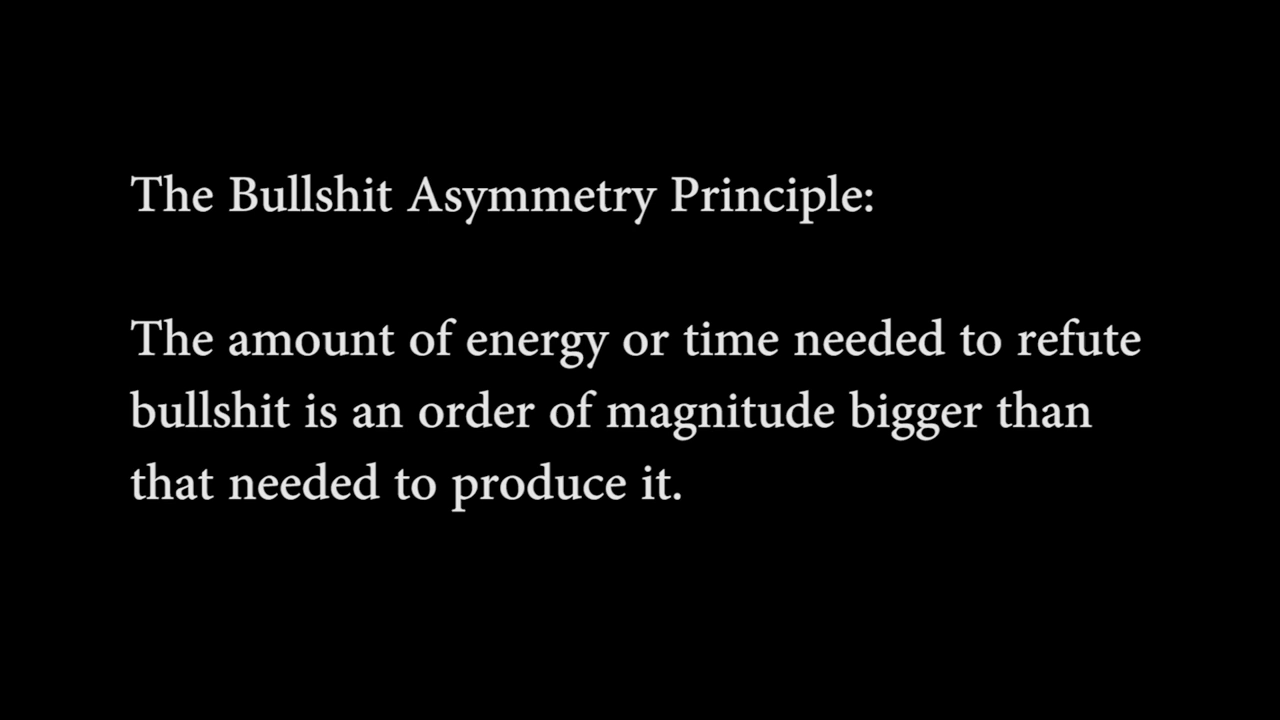 The Bullshit Asymmetry Principle:
The amount of energy or time needed to refute
bullshit is an order of magnitude bigger than
that needed to produce it.